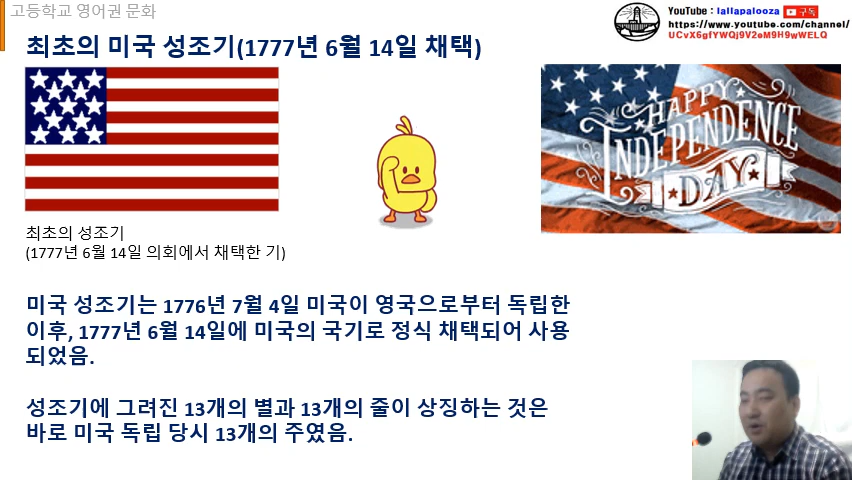 고등학교 영어권 문화
YouTube : lallapalooza 구독
https://www.youtube.com/channel/
UCvX6gfYWQj9V2eM9H9wWELQ
최초의 미국 성조기(1777년 6월 14일 채택)
HAPPY
INDEPENDENCE
DAY
최초의 성조기
(1777년 6월 14일 의회에서 채택한 기)
미국 성조기는 1776년 7월 4일 미국이 영국으로부터 독립한
이후, 1777년 6월 14일에 미국의 국기로 정식 채택되어 사용
되었음.
성조기에 그려진 13개의 별과 13개의 줄이 상징하는 것은
바로 미국 독립 당시 13개의 주였음.